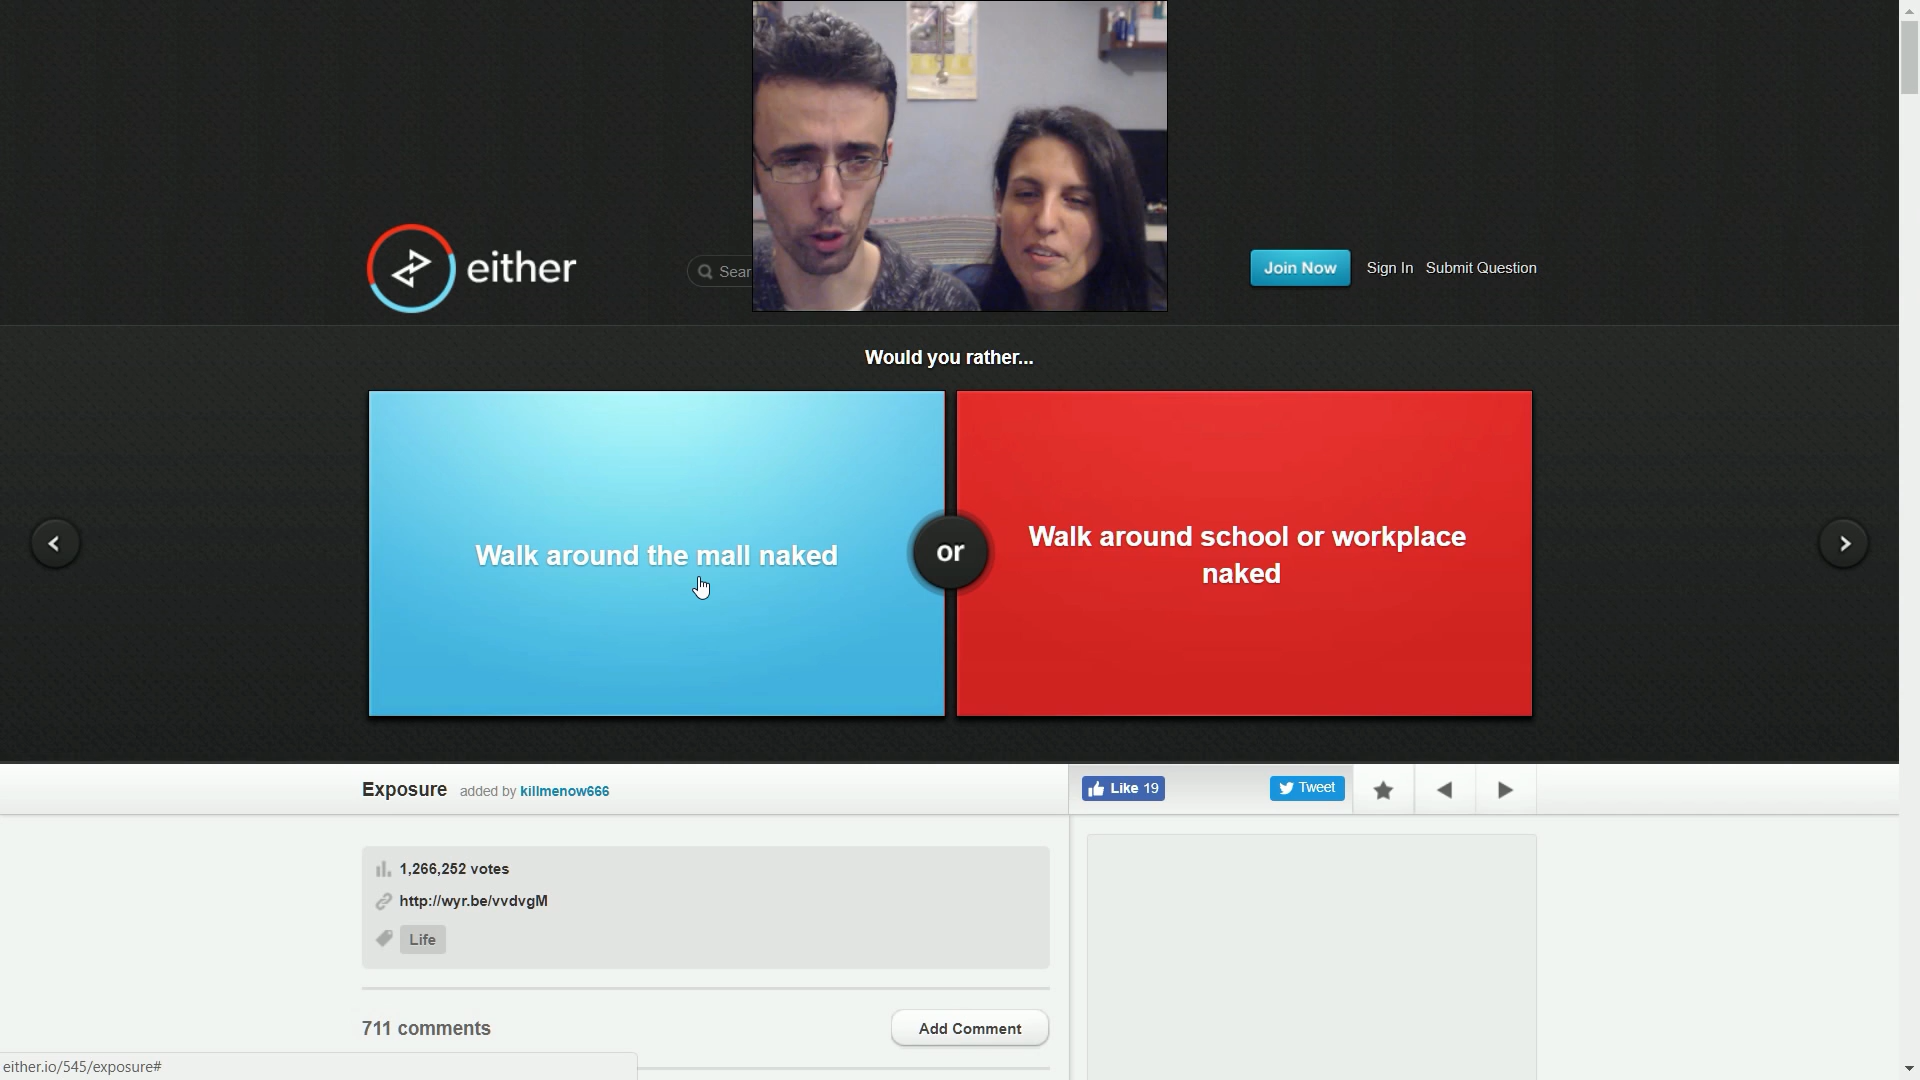 either
Sear
Join Now
Sign In
Submit Question
Would you rather...
Walk around the mall naked
or
Walk around school or workplace
naked
Exposure added by killmenow666
Like 19
Tweet
1,266,252 votes
http://wyr.be/vvdvgM
Life
711 comments
Add Comment
either.io/545/exposure#